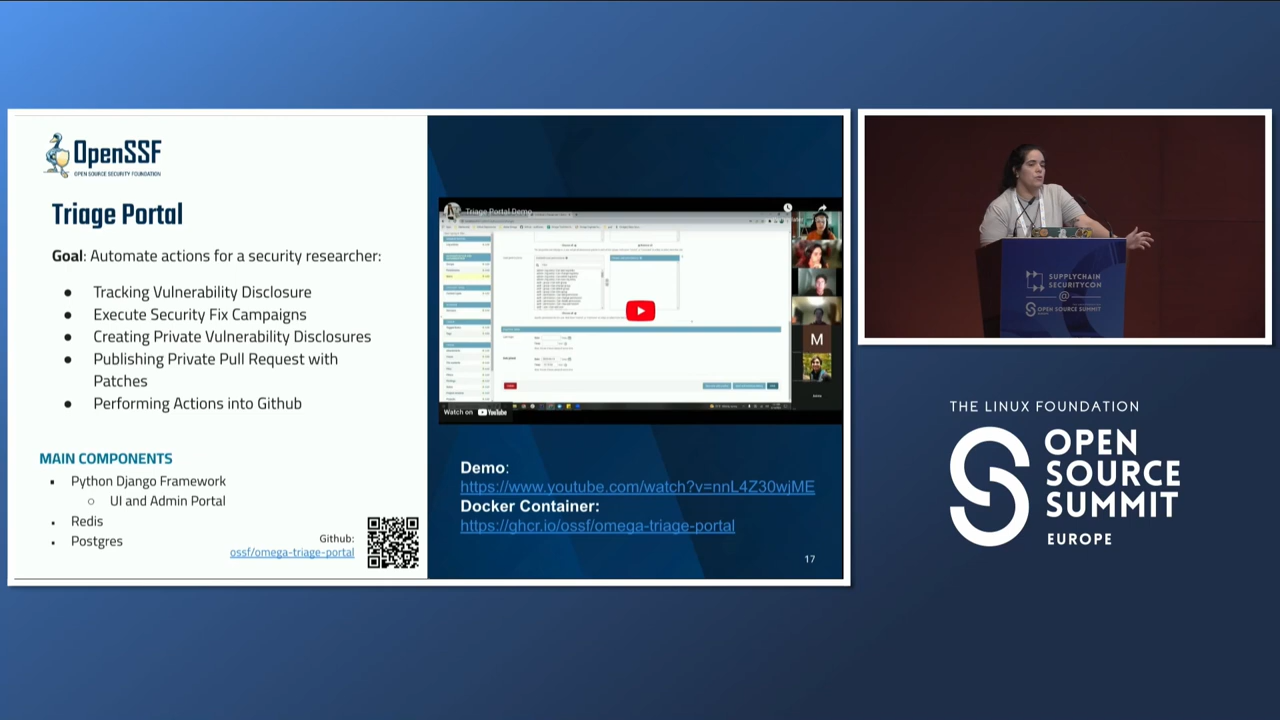 OpenSSF
OPEN SOURCE SECURITY FOUNDATION
Triage Portal
Goal: Automate actions for a security researcher:
● Tracking Vulnerability Disclosure
● Execute Security Fix Campaigns
● Creating Private Vulnerability Disclosures
● Publishing Private Pull Request with
Patches
● Performing Actions into Github
MAIN COMPONENTS
▪ Python Django Framework
○ UI and Admin Portal
▪ Redis
▪ Postgres
Github:
ossf/omega-triage-portal
Triage Portal Demo
M
Watch on YouTube
Demo:
https://www.youtube.com/watch?v=nnL4Z30wjME
Docker Container:
https://ghcr.io/ossf/omega-triage-portal
17
SUPPLYCHAIN
SECURITYCON
@
OPEN SOURCE SUMMIT
THE LINUX FOUNDATION
OPEN
SOURCE
SUMMIT
EUROPE